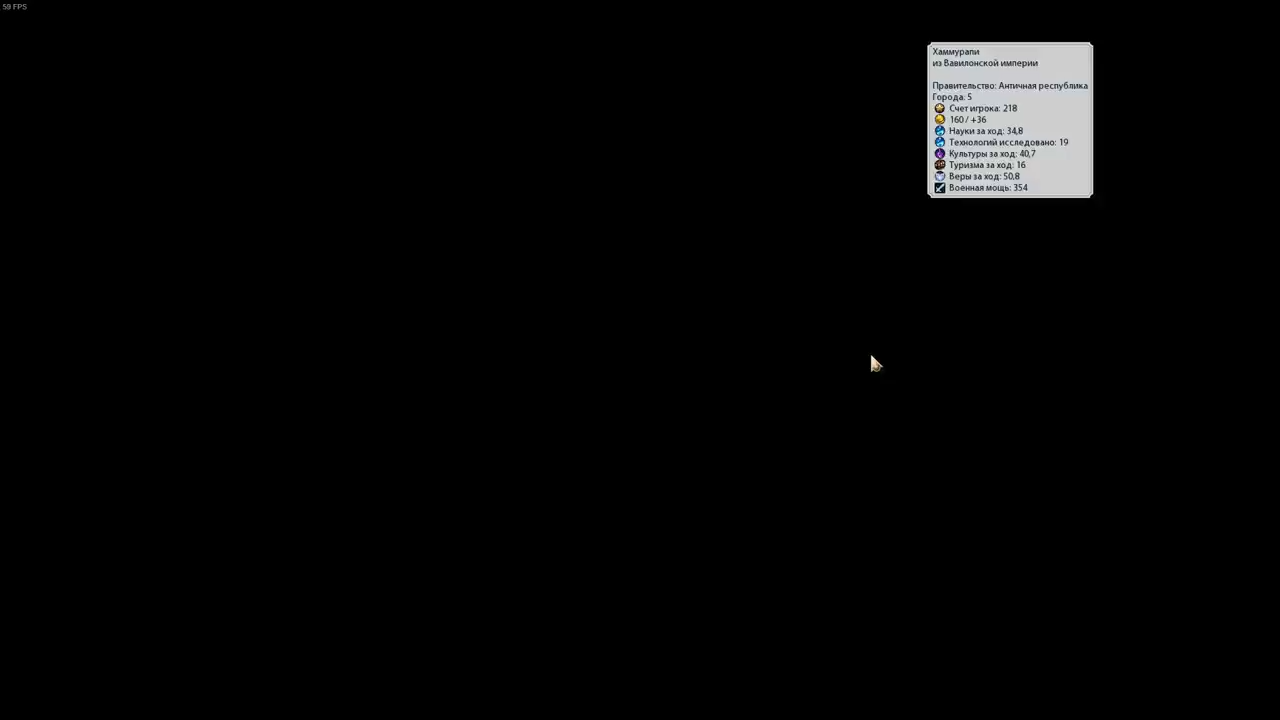 59 FPS
Хаммурапи
из Вавилонской империи
Правительство: Античная республика
Города: 5
Счет игрока: 218
160 / +36
Науки за ход: 34,8
Технологий исследовано: 19
Культуры за ход: 40,7
Туризма за ход: 16
Веры за ход: 50,8
Военная мощь: 354